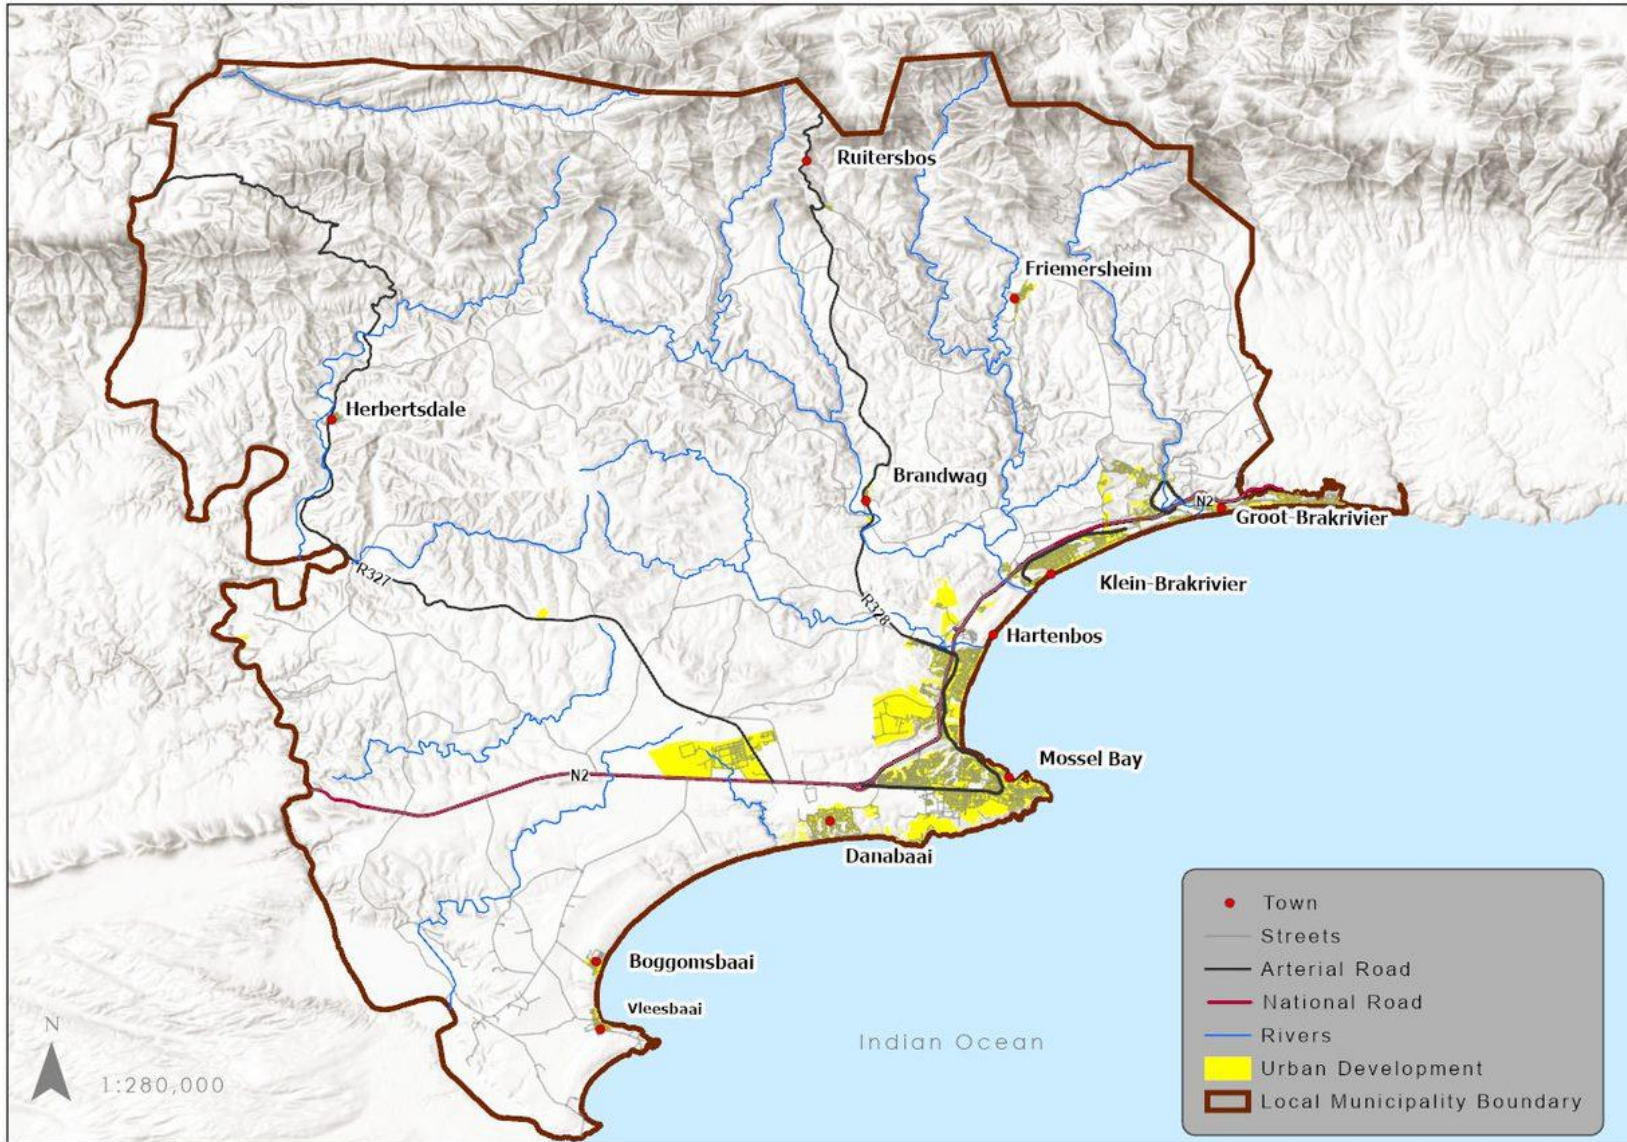 Ruitersbos
Friemersheim
Herbertsdale
Brandwag
N2
Groot-Brakrivier
R327
Klein-Brakrivier
R328
Hartenbos
Mossel Bay
N2
Danabaai
Boggomsbaai
Vleesbaai
Indian Ocean
N
1:280,000
Town
Streets
Arterial Road
National Road
Rivers
Urban Development
Local Municipality Boundary